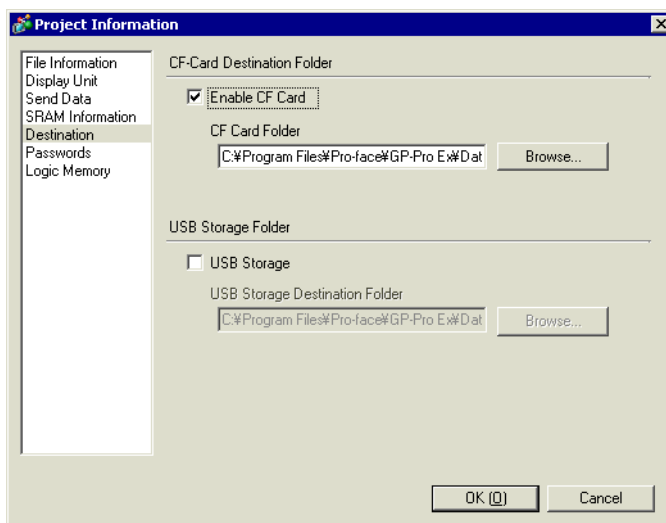 Project Information
File Information
Display Unit
Send Data
SRAM Information
Destination
Passwords
Logic Memory
CF-Card Destination Folder
Enable CF Card
CF Card Folder
C:¥Program Files¥Pro-face¥GP-Pro Ex¥Dat
Browse...
USB Storage Folder
USB Storage
USB Storage Destination Folder
C:¥Program Files¥Pro-face¥GP-Pro Ex¥Dat
Browse...
OK (O)
Cancel